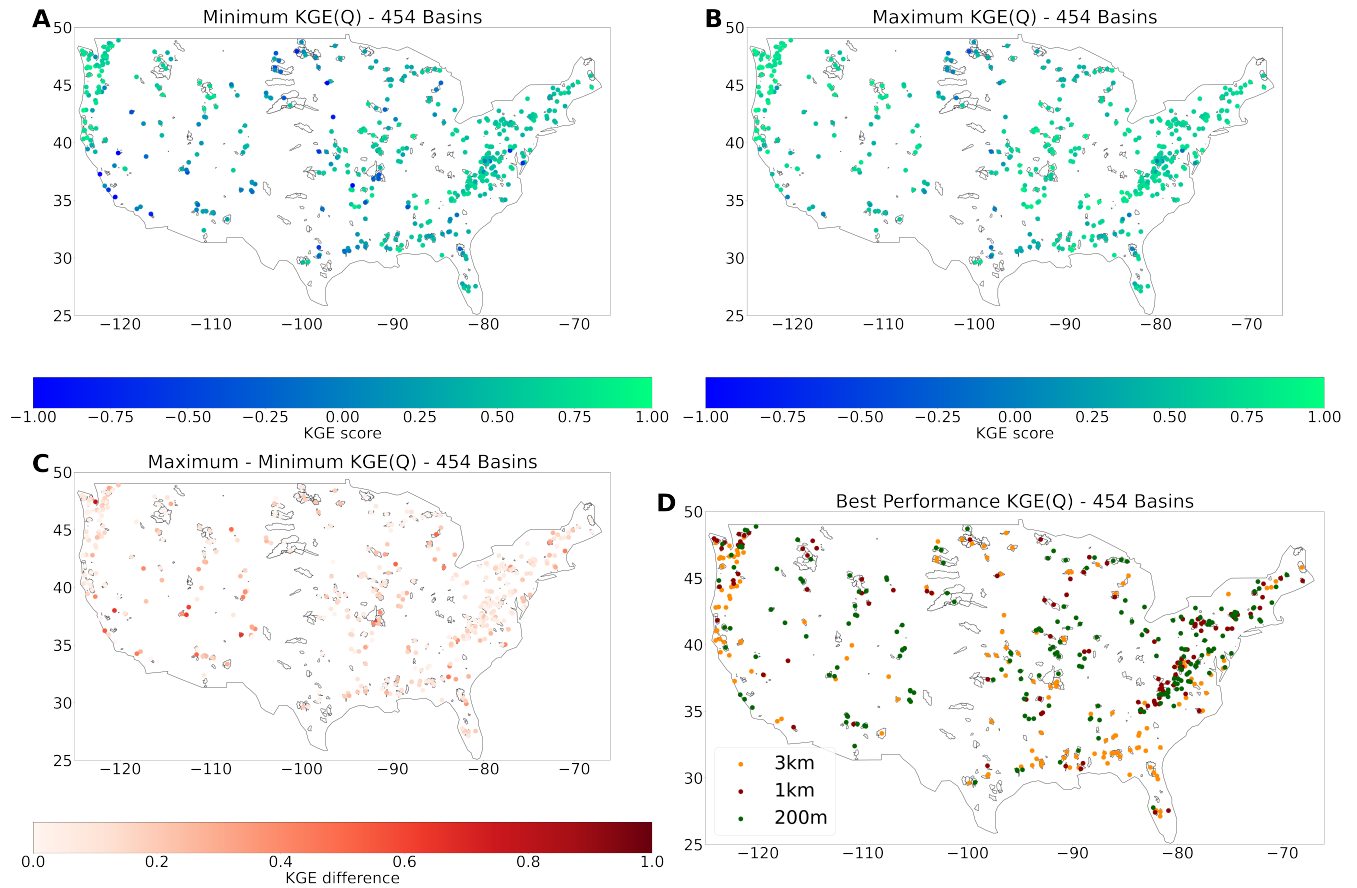 A
Minimum KGE(Q) - 454 Basins
50
45
40
35
30
25
−120 −110 −100 −90 −80 −70
−1.00 −0.75 −0.50 −0.25 0.00 0.25 0.50 0.75 1.00
KGE score
B
Maximum KGE(Q) - 454 Basins
50
45
40
35
30
25
−120 −110 −100 −90 −80 −70
−1.00 −0.75 −0.50 −0.25 0.00 0.25 0.50 0.75 1.00
KGE score
C
Maximum - Minimum KGE(Q) - 454 Basins
50
45
40
35
30
25
−120 −110 −100 −90 −80 −70
0.0 0.2 0.4 0.6 0.8 1.0
KGE difference
D
Best Performance KGE(Q) - 454 Basins
50
45
40
35
30
25
3km
1km
200m
−120 −110 −100 −90 −80 −70